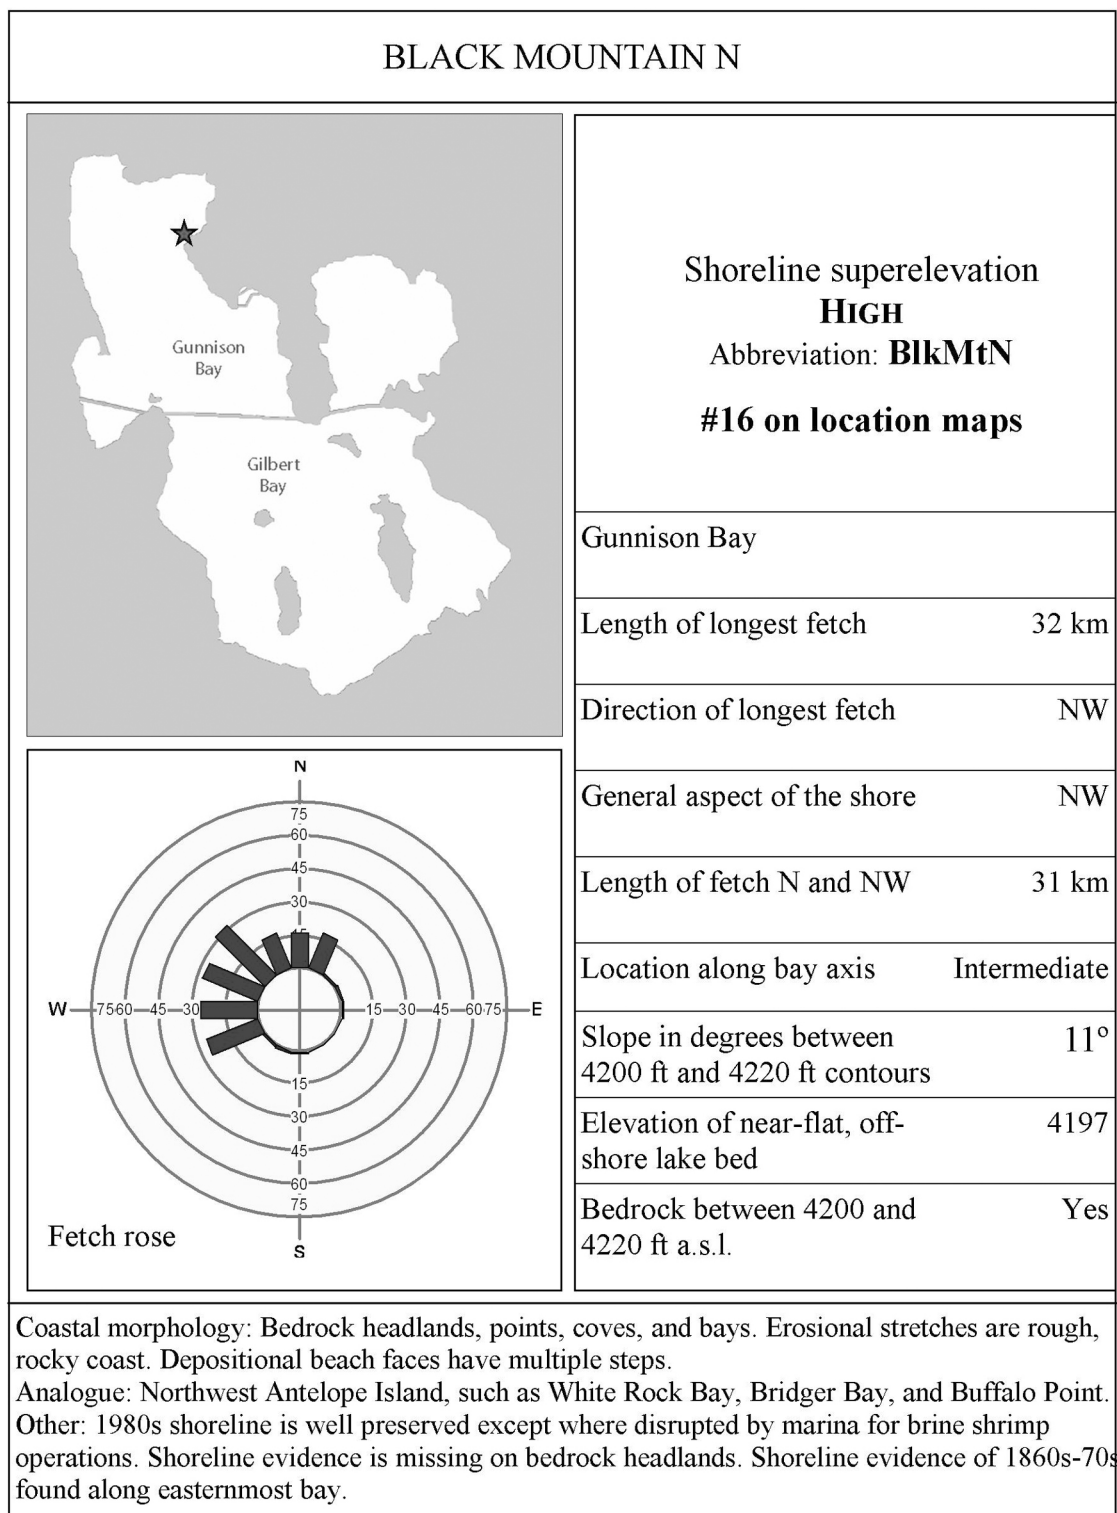 BLACK MOUNTAIN N
Gunnison
Bay
Gilbert
Bay
Shoreline superelevation
HIGH
Abbreviation: BlkMtN
#16 on location maps
Gunnison Bay
Length of longest fetch 32 km
Direction of longest fetch NW
General aspect of the shore NW
Length of fetch N and NW 31 km
Location along bay axis Intermediate
Slope in degrees between 11°
4200 ft and 4220 ft contours
Elevation of near-flat, off- 4197
shore lake bed
Bedrock between 4200 and Yes
4220 ft a.s.l.
N
75
60
45
30
15
W 75 60 45 30 15 30 45 60 75 E
15
30
45
60
75
S
Fetch rose
Coastal morphology: Bedrock headlands, points, coves, and bays. Erosional stretches are rough,
rocky coast. Depositional beach faces have multiple steps.
Analogue: Northwest Antelope Island, such as White Rock Bay, Bridger Bay, and Buffalo Point.
Other: 1980s shoreline is well preserved except where disrupted by marina for brine shrimp
operations. Shoreline evidence is missing on bedrock headlands. Shoreline evidence of 1860s-70s
found along easternmost bay.